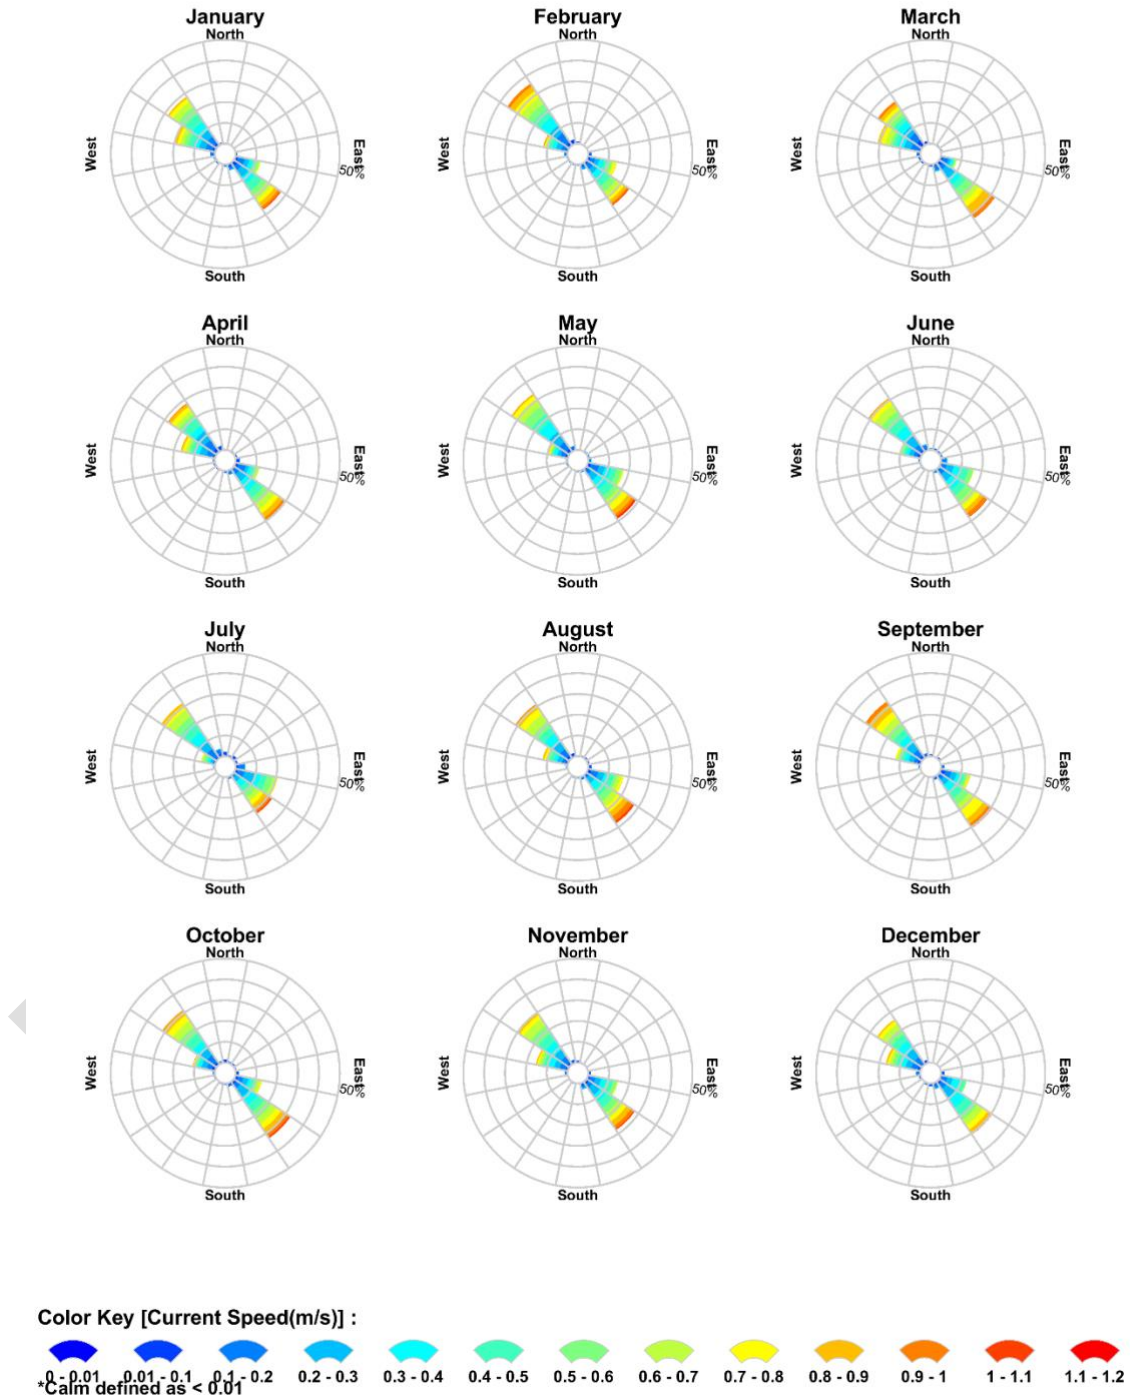 January February March
North North North
West East 50% West East 50% West East 50%
South South South
April May June
North North North
West East 50% West East 50% West East 50%
South South South
July August September
North North North
West East 50% West East 50% West East 50%
South South South
October November December
North North North
West East 50% West East 50% West East 50%
South South South
Color Key [Current Speed(m/s)] :
0 - 0.01 0.01 - 0.1 0.1 - 0.2 0.2 - 0.3 0.3 - 0.4 0.4 - 0.5 0.5 - 0.6 0.6 - 0.7 0.7 - 0.8 0.8 - 0.9 0.9 - 1 1 - 1.1 1.1 - 1.2
*Calm defined as < 0.01